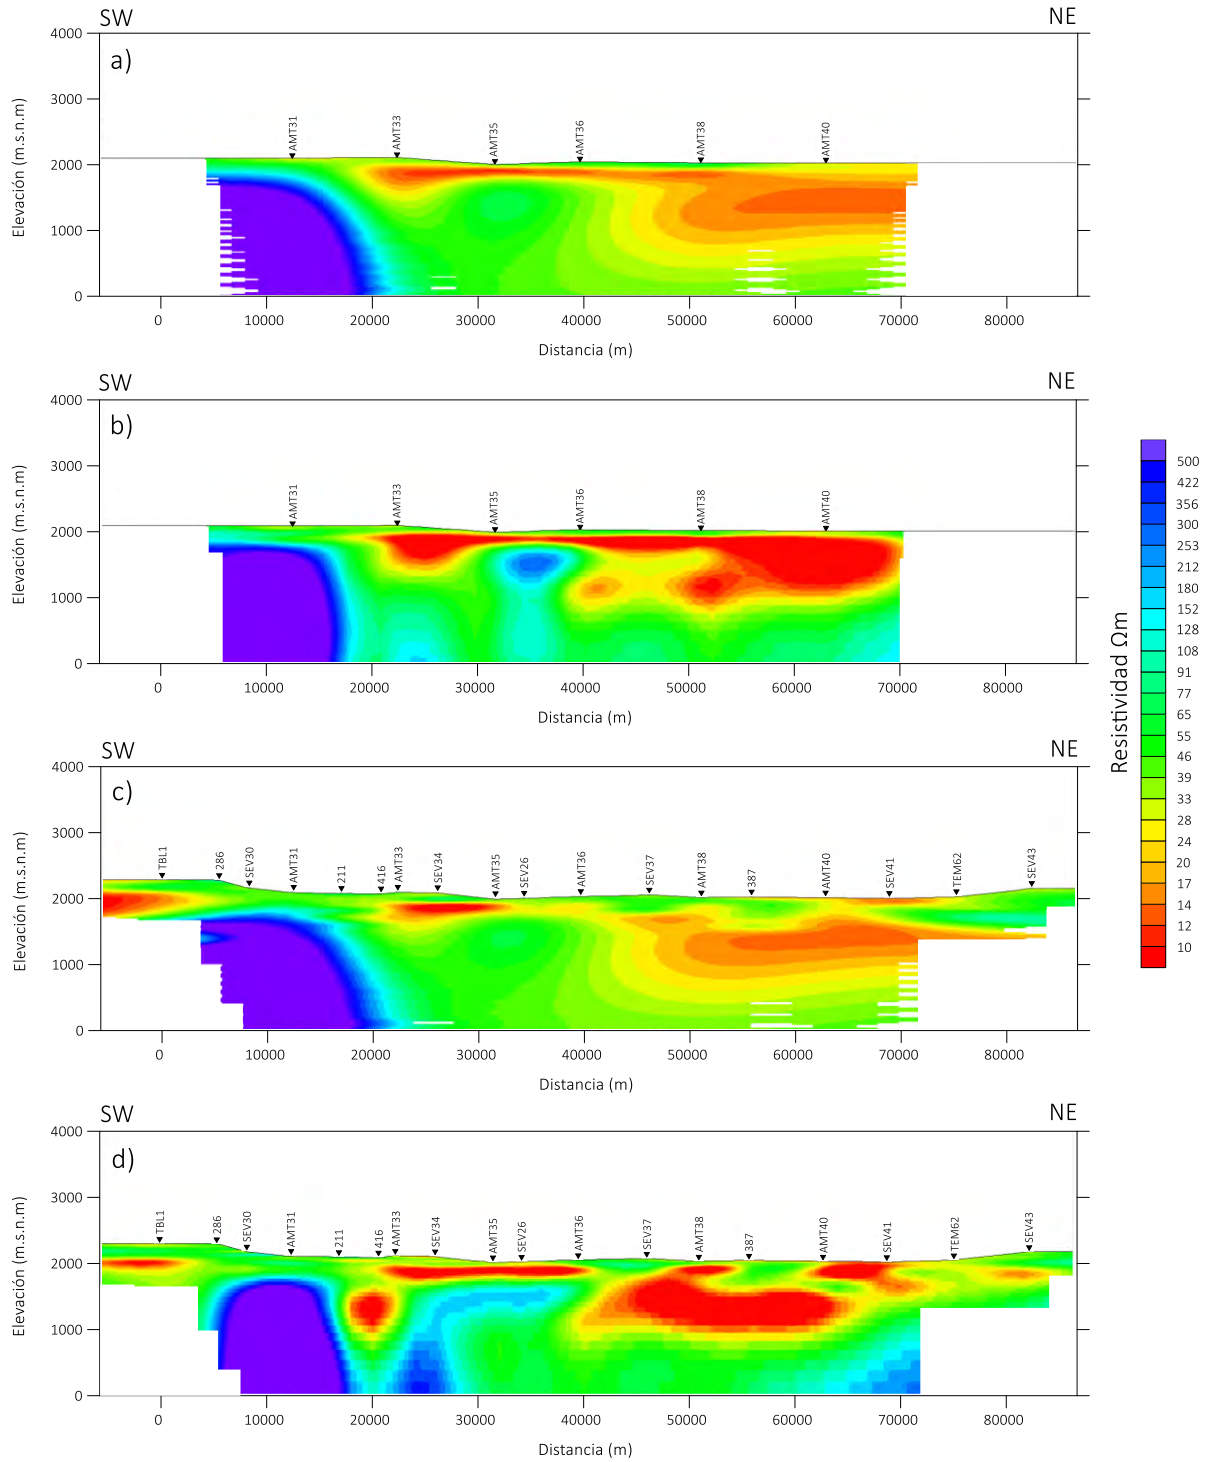 SW NE
4000
a)
3000
2000
1000
0
Elevación (m.s.n.m)
AMT31 AMT33 AMT35 AMT36 AMT38 AMT40
0 10000 20000 30000 40000 50000 60000 70000 80000
Distancia (m)
SW NE
4000
b)
3000
2000
1000
0
Elevación (m.s.n.m)
AMT31 AMT33 AMT35 AMT36 AMT38 AMT40
0 10000 20000 30000 40000 50000 60000 70000 80000
Distancia (m)
SW NE
4000
c)
3000
2000
1000
0
Elevación (m.s.n.m)
TBL1 286 SEV30 AMT31 211 416 AMT33 SEV34 AMT35 SEV26 AMT36 SEV37 AMT38 387 AMT40 SEV41 TEM62 SEV43
0 10000 20000 30000 40000 50000 60000 70000 80000
Distancia (m)
SW NE
4000
d)
3000
2000
1000
0
Elevación (m.s.n.m)
TBL1 286 SEV30 AMT31 211 416 AMT33 SEV34 AMT35 SEV26 AMT36 SEV37 AMT38 387 AMT40 SEV41 TEM62 SEV43
0 10000 20000 30000 40000 50000 60000 70000 80000
Distancia (m)
Resistividad Ωm
500
422
356
300
253
212
180
152
128
108
91
77
65
55
46
39
33
28
24
20
17
14
12
10